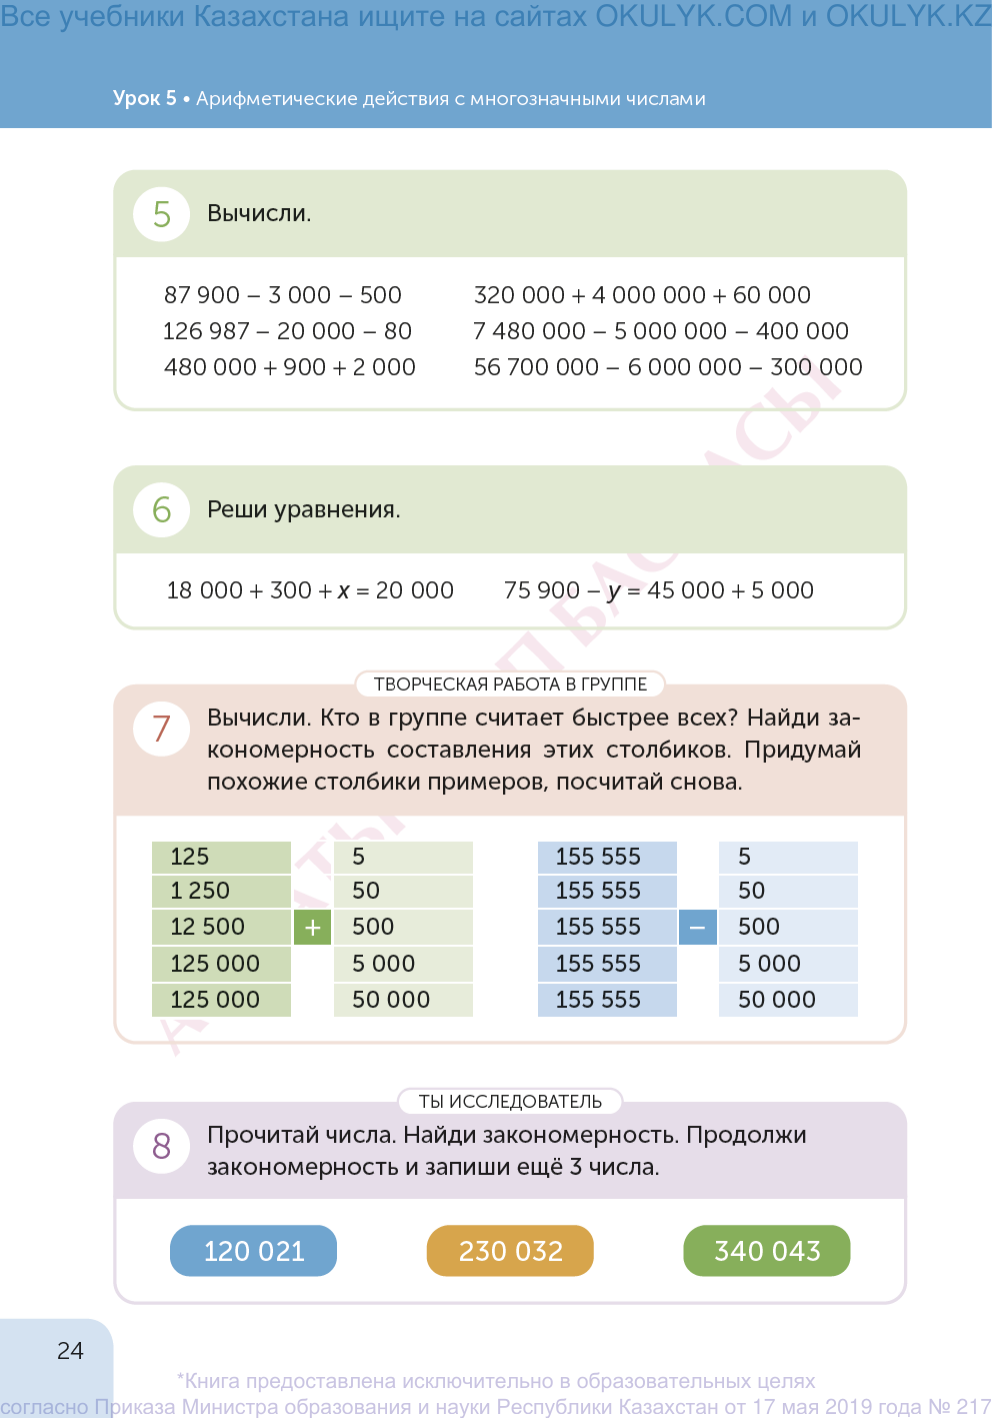 Все учебники Казахстана ищите на сайтах OKULYK.COM и OKULYK.KZ
Урок 5 • Арифметические действия с многозначными числами
5 Вычисли.
87 900 – 3 000 – 500 320 000 + 4 000 000 + 60 000
126 987 – 20 000 – 80 7 480 000 – 5 000 000 – 400 000
480 000 + 900 + 2 000 56 700 000 – 6 000 000 – 300 000
6 Реши уравнения.
18 000 + 300 + x = 20 000 75 900 – y = 45 000 + 5 000
ТВОРЧЕСКАЯ РАБОТА В ГРУППЕ
7 Вычисли. Кто в группе считает быстрее всех? Найди за-
кономерность составления этих столбиков. Придумай
похожие столбики примеров, посчитай снова.
125 5 155 555 5
1 250 50 155 555 50
12 500 + 500 155 555 – 500
125 000 5 000 155 555 5 000
125 000 50 000 155 555 50 000
ТЫ ИССЛЕДОВАТЕЛЬ
8 Прочитай числа. Найди закономерность. Продолжи
закономерность и запиши ещё 3 числа.
120 021 230 032 340 043
24
*Книга предоставлена исключительно в образовательных целях
согласно Приказа Министра образования и науки Республики Казахстан от 17 мая 2019 года № 217